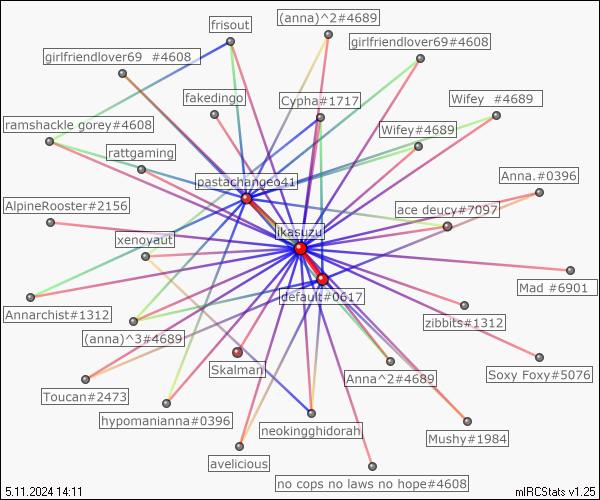 (anna)^2#4689
frisout
girlfriendlover69#4608
girlfriendlover69 #4608
fakedingo
Cypha#1717
Wifey #4689
ramshackle gorey#4608
Wifey#4689
rattgaming
pastachangeo41
Anna.#0396
AlpineRooster#2156
ace deucy#7097
ikasuzu
xenoyaut
Mad #6901
default#0617
Annarchist#1312
zibbits#1312
(anna)^3#4689
Skalman
Anna^2#4689
Soxy Foxy#5076
Toucan#2473
hypomanianna#0396
neokingghidorah
Mushy#1984
avelicious
no cops no laws no hope#4608
5.11.2024 14:11
mIRCStats v1.25